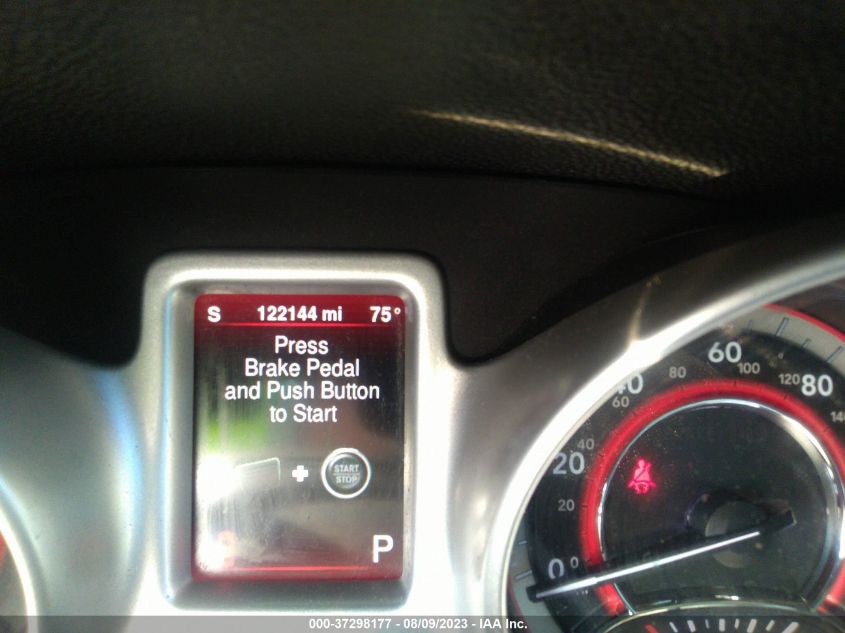 S 122144 mi 75°
Press
Brake Pedal
and Push Button
to Start
START
STOP
P
0 20 40 60 80
20 40 60 80 100 120 140
000-37298177 - 08/09/2023 - IAA Inc.